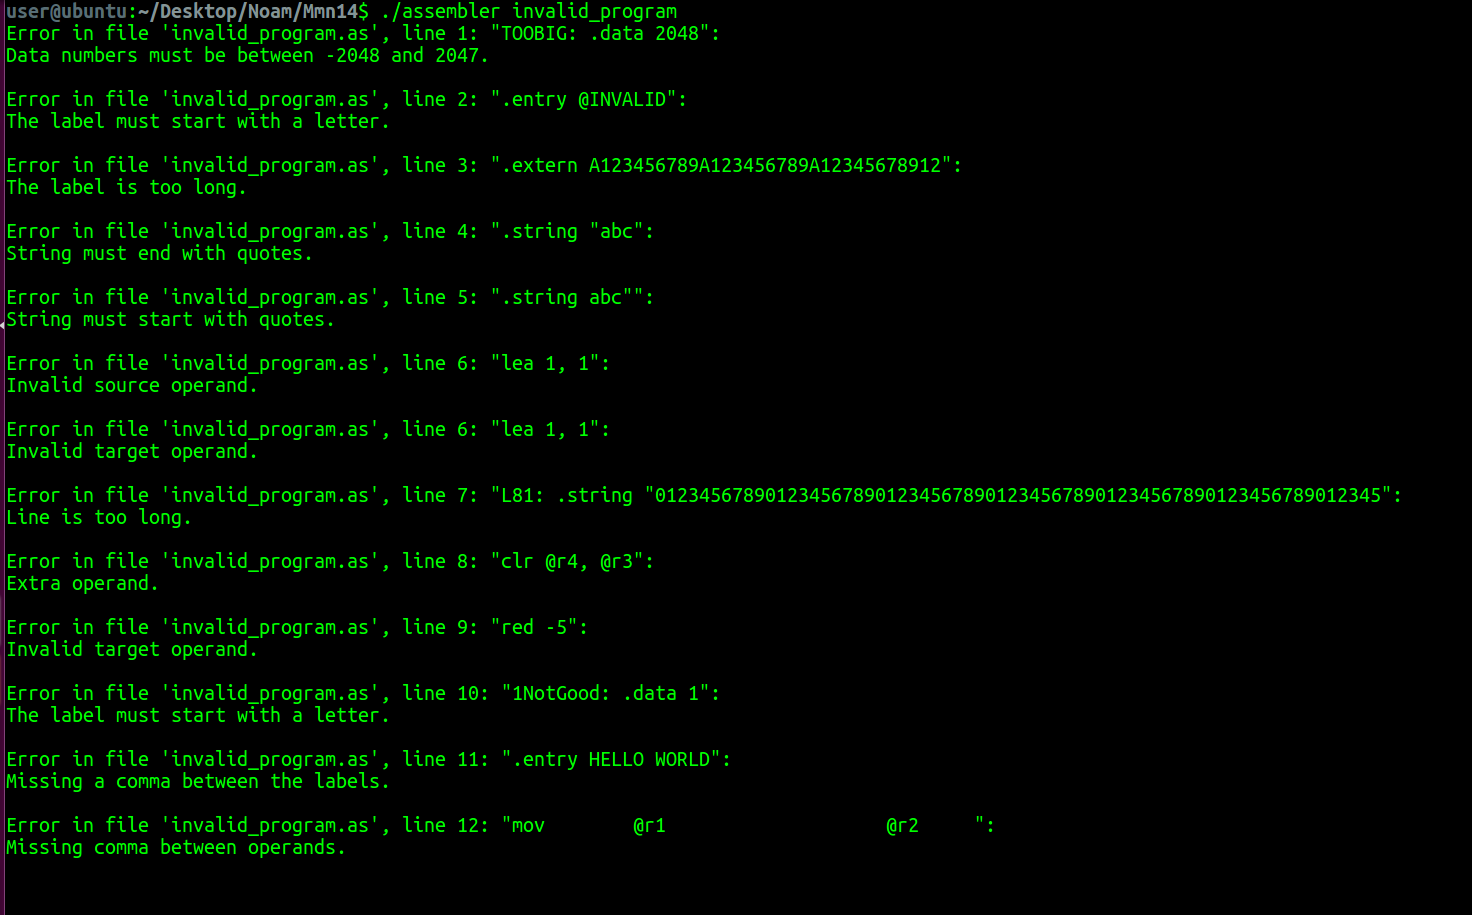 user@ubuntu:~/Desktop/Noam/Mmn14$ ./assembler invalid_program
Error in file 'invalid_program.as', line 1: "TOOBIG: .data 2048":
Data numbers must be between -2048 and 2047.
Error in file 'invalid_program.as', line 2: ".entry @INVALID":
The label must start with a letter.
Error in file 'invalid_program.as', line 3: ".extern A123456789A123456789A12345678912":
The label is too long.
Error in file 'invalid_program.as', line 4: ".string "abc":
String must end with quotes.
Error in file 'invalid_program.as', line 5: ".string abc"":
String must start with quotes.
Error in file 'invalid_program.as', line 6: "lea 1, 1":
Invalid source operand.
Error in file 'invalid_program.as', line 6: "lea 1, 1":
Invalid target operand.
Error in file 'invalid_program.as', line 7: "L81: .string "012345678901234567890123456789012345678901234567890123456789012345":
Line is too long.
Error in file 'invalid_program.as', line 8: "clr @r4, @r3":
Extra operand.
Error in file 'invalid_program.as', line 9: "red -5":
Invalid target operand.
Error in file 'invalid_program.as', line 10: "1NotGood: .data 1":
The label must start with a letter.
Error in file 'invalid_program.as', line 11: ".entry HELLO WORLD":
Missing a comma between the labels.
Error in file 'invalid_program.as', line 12: "mov        @r1                    @r2     ":
Missing comma between operands.